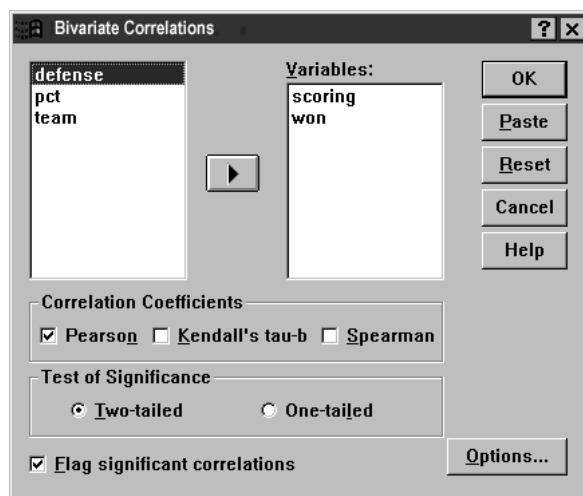 Bivariate Correlations
defense
pct
team
Variables:
scoring
won
OK
Paste
Reset
Cancel
Help
Correlation Coefficients
Pearson Kendall's tau-b Spearman
Test of Significance
Two-tailed One-tailed
Flag significant correlations
Options...